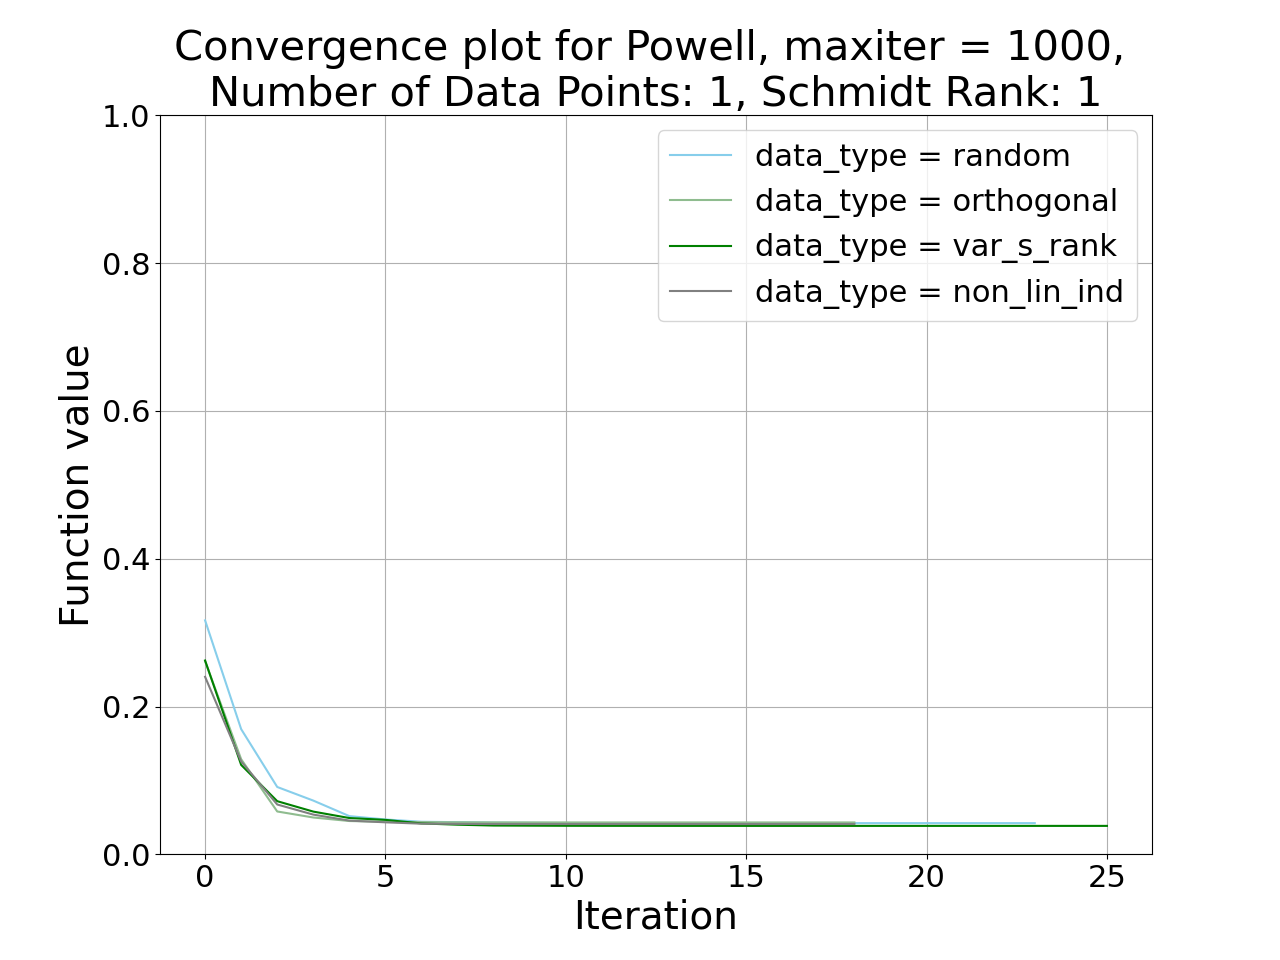 Convergence plot for Powell, maxiter = 1000,
Number of Data Points: 1, Schmidt Rank: 1
data_type = random
data_type = orthogonal
data_type = var_s_rank
data_type = non_lin_ind
Function value
1.0
0.8
0.6
0.4
0.2
0.0
0 5 10 15 20 25
Iteration